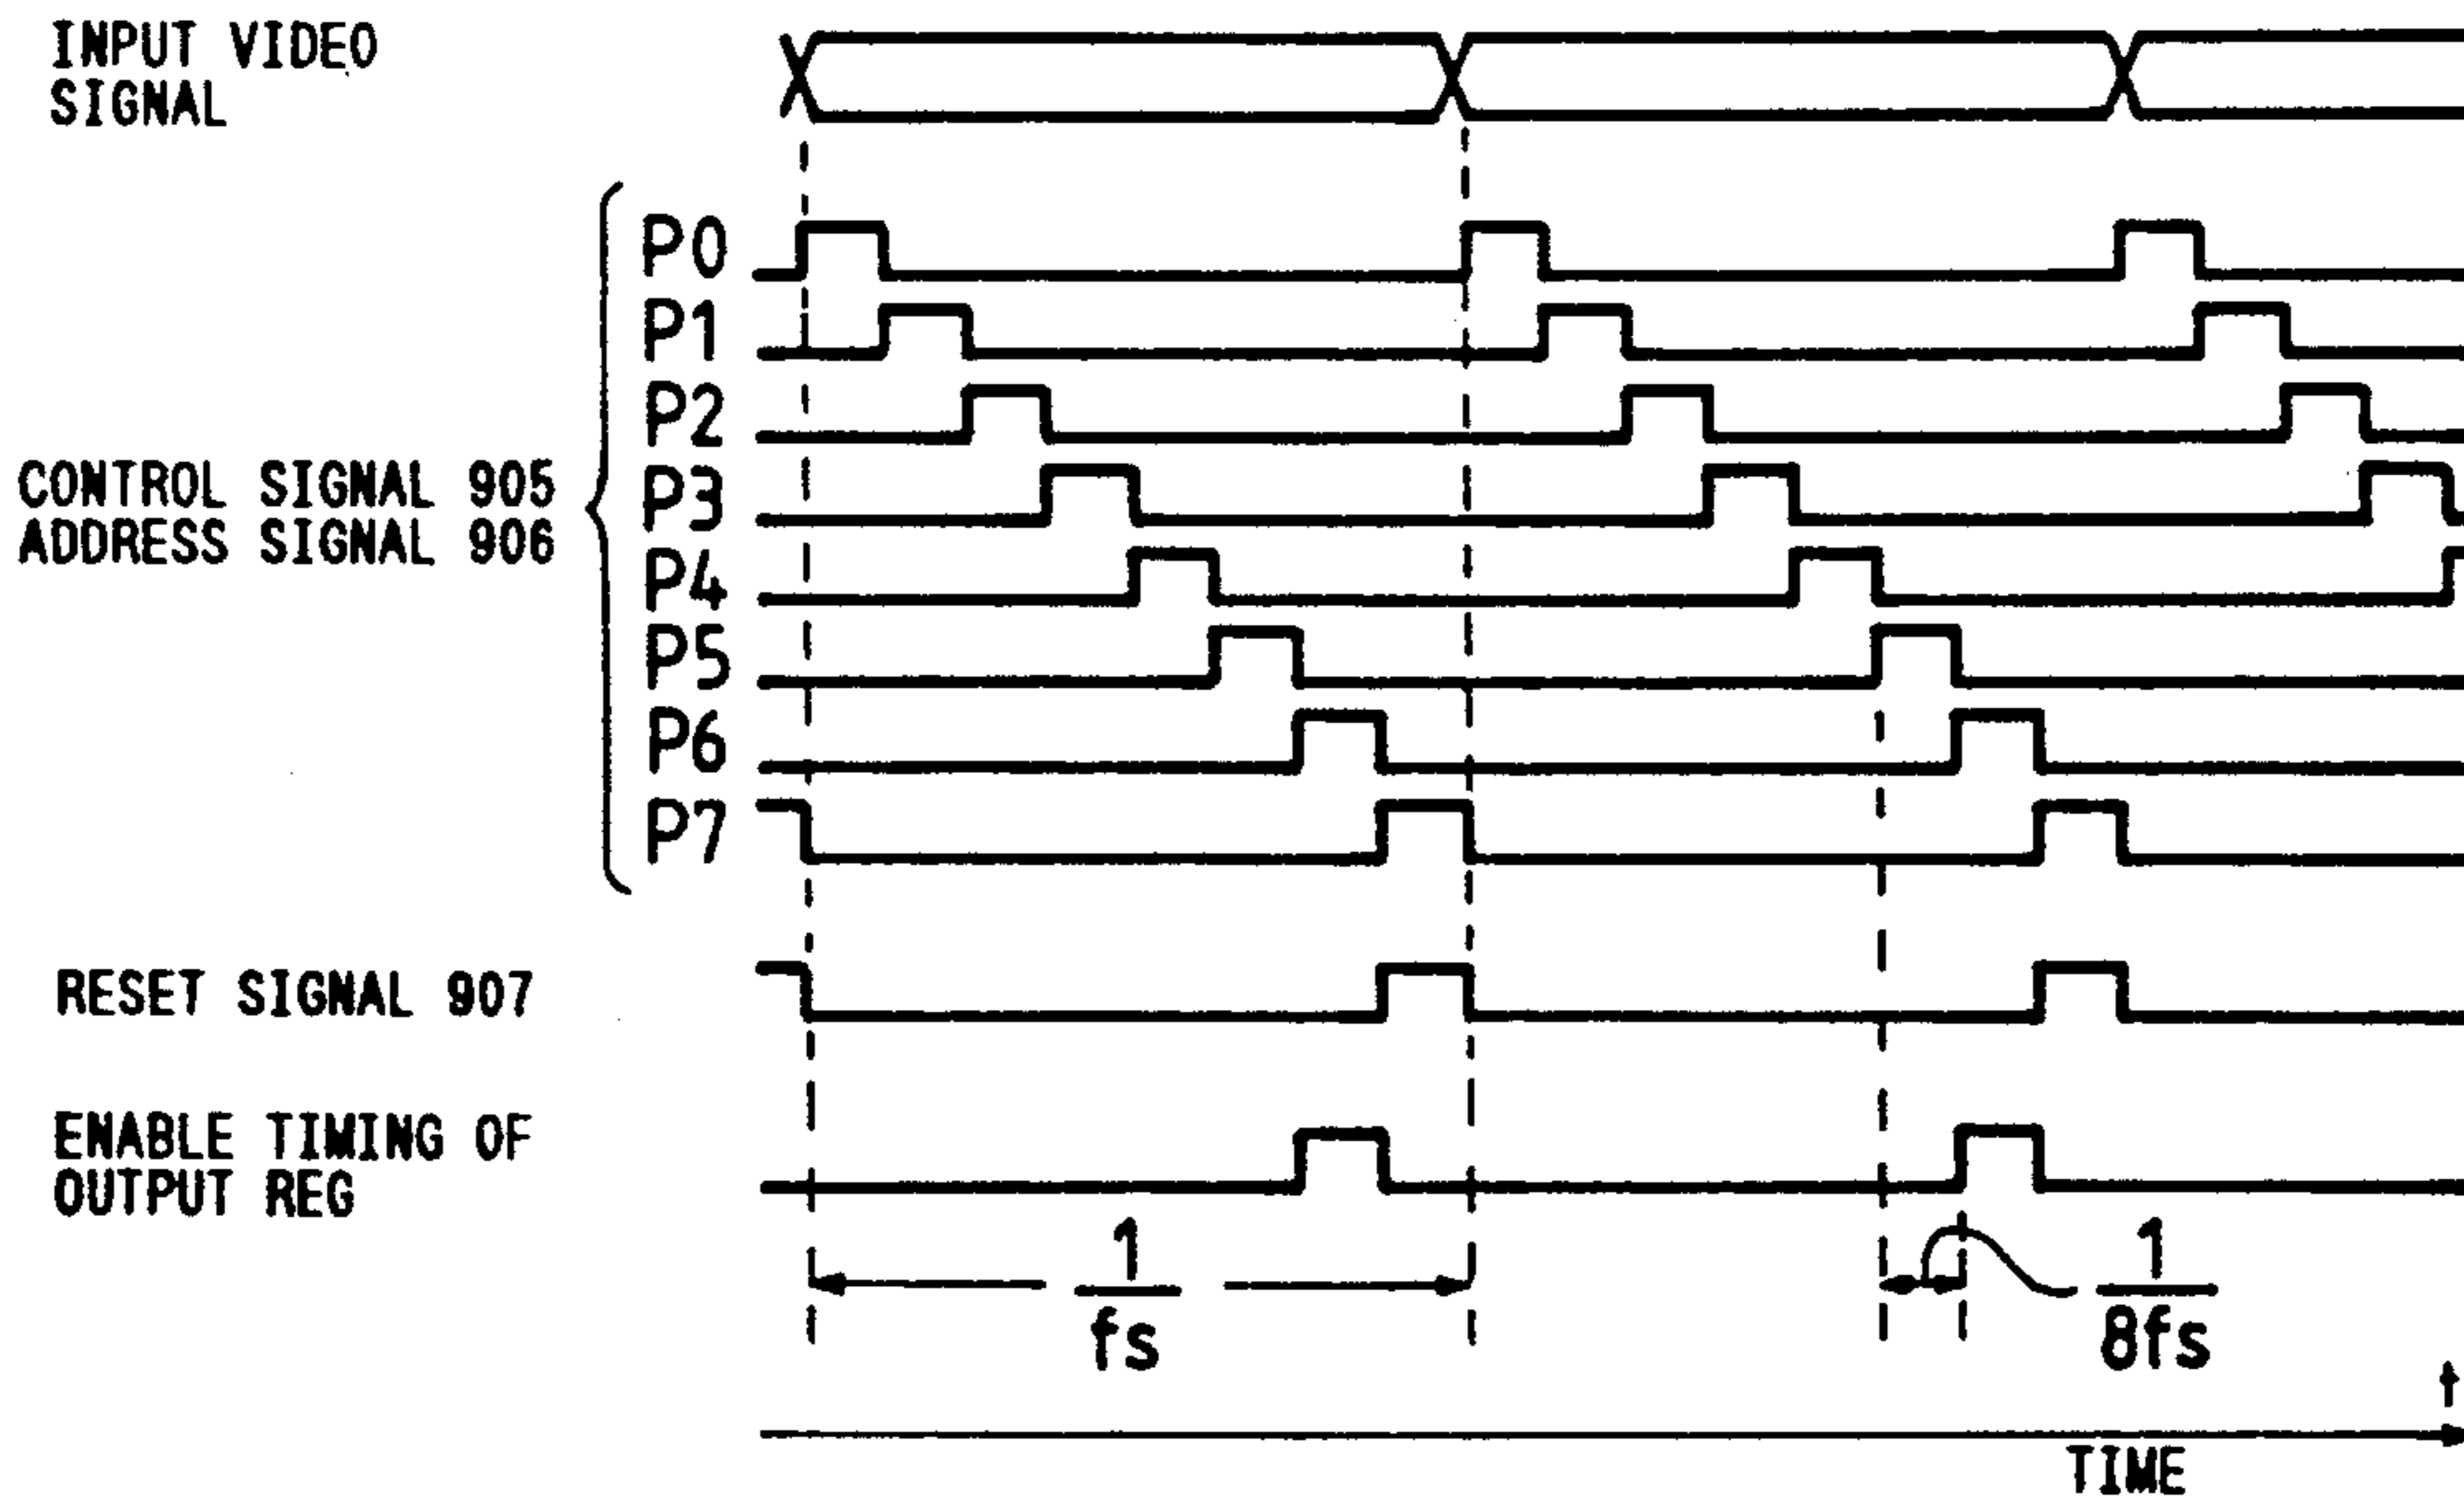 INPUT VIDEO
SIGNAL
P0
P1
P2
P3
CONTROL SIGNAL 905
ADDRESS SIGNAL 906
P4
P5
P6
P7
RESET SIGNAL 907
ENABLE TIMING OF
OUTPUT REG
1
fs
1
8fs
t
TIME